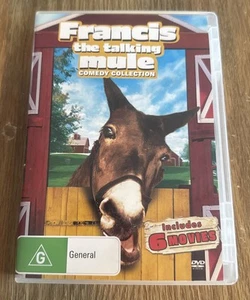 Francis
the talking
mule
COMEDY COLLECTION
Includes
6 MOVIES
G
General
DVD